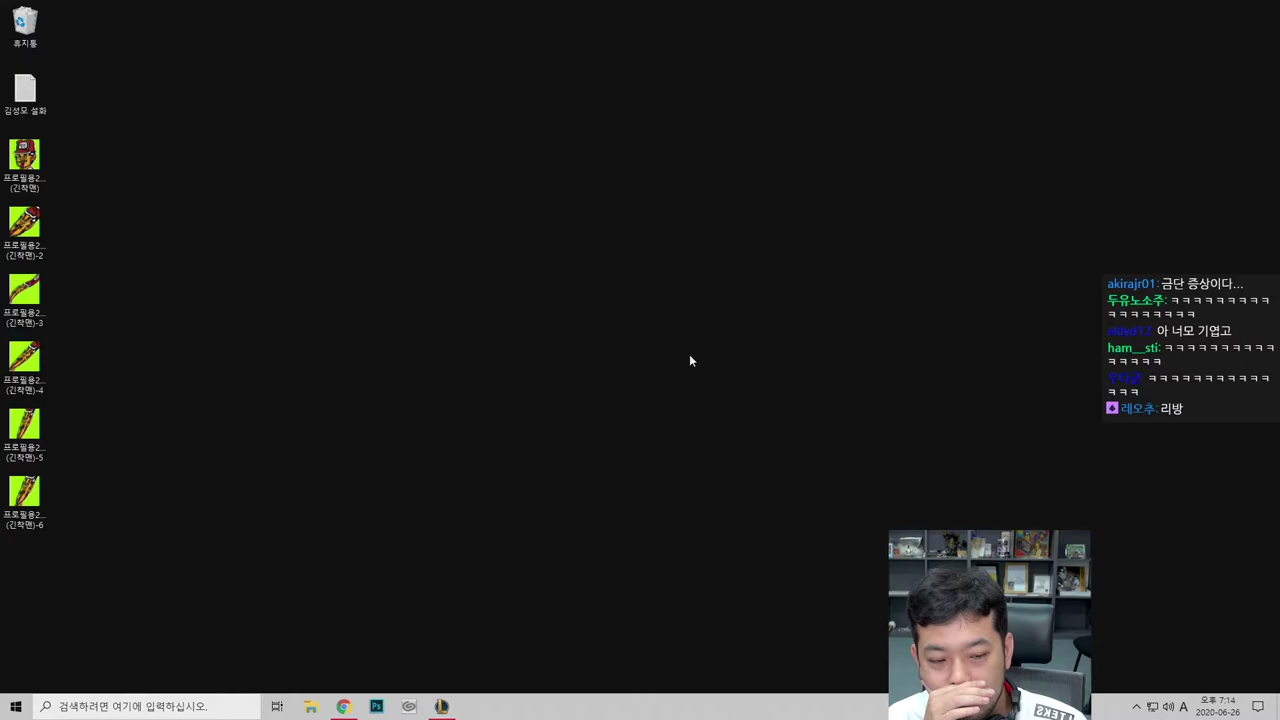 휴지통
김성모 설화
프로필용2...
(긴착맨)
프로필용2...
(긴착맨)-2
프로필용2...
(긴착맨)-3
프로필용2...
(긴착맨)-4
프로필용2...
(긴착맨)-5
프로필용2...
(긴착맨)-6
akirajr01: 금단 증상이다...
두유노소주: ㅋㅋㅋㅋㅋㅋㅋㅋㅋ
ㅋㅋㅋㅋㅋㅋㅋㅋ
아 너모 기엽고
ham__sti: ㅋㅋㅋㅋㅋㅋㅋㅋㅋㅋ
ㅋㅋㅋㅋㅋ
ㅋㅋㅋㅋㅋㅋㅋㅋㅋㅋㅋ
ㅋㅋㅋ
레오추: 리방
검색하려면 여기에 입력하십시오.
Ps
A
오후 7:14
2020-06-26